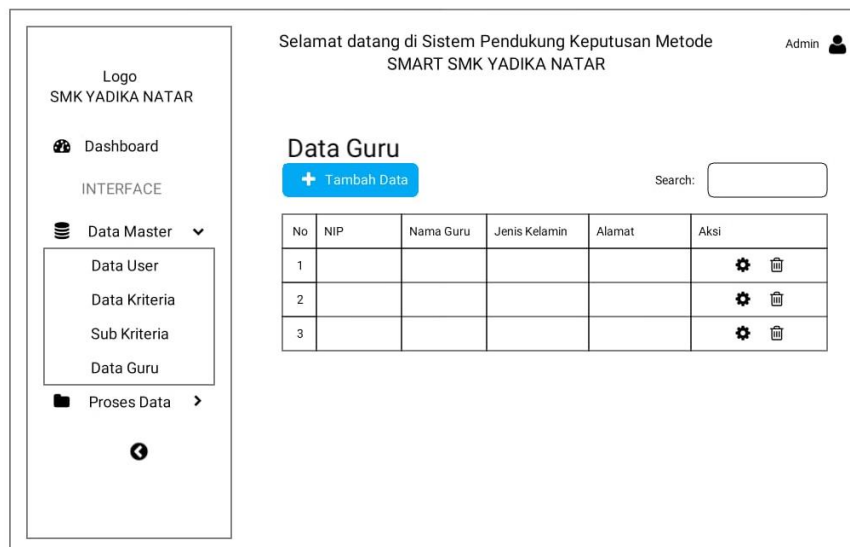 Selamat datang di Sistem Pendukung Keputusan Metode
SMART SMK YADIKA NATAR
Admin
Logo
SMK YADIKA NATAR
Dashboard
INTERFACE
Data Master
Data User
Data Kriteria
Sub Kriteria
Data Guru
Proses Data
Data Guru
Tambah Data
Search:
No NIP Nama Guru Jenis Kelamin Alamat Aksi
1
2
3